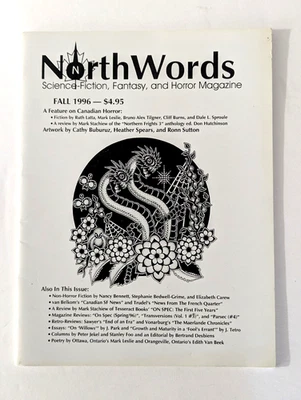 NorthWords
Science-Fiction, Fantasy, and Horror Magazine
FALL 1996 — $4.95
A Feature on Canadian Horror:
• Fiction by Ruth Latta, Mark Leslie, Bruno Alex Tilgner, Cliff Burns, and Dale L. Sproule
• A review by Mark Stachiew of the "Northern Frights 3" anthology ed. Don Hutchinson
Artwork by Cathy Buburuz, Heather Spears, and Ronn Sutton
Also In This Issue:
• Non-Horror Fiction by Nancy Bennett, Stephanie Bedwell-Grime, and Elizabeth Carew
• van Belkom's "Canadian SF News" and Trudel's "News From The French Quarter"
• A Review by Mark Stachiew of Tesseract Books' "ON SPEC: The First Five Years"
• Magazine Reviews: "On Spec (Spring/96)", "Transversions (Vol. 1 #3)", and "Parsec (#4)"
• Retro-Reviews: Sawyer's "End of an Era" and Vonarburg's "The Maerlande Chronicles"
• Essays: "On 'Willows'" by J. Park and "Growth and Maturity in a 'Fool's Errant'" by J. Tetro
• Columns by Peter Jekel and Stanley Foo and an Editorial by Bertrand Desbiens
• Poetry by Ottawa, Ontario's Mark Leslie and Orangeville, Ontario's Edith Van Beek